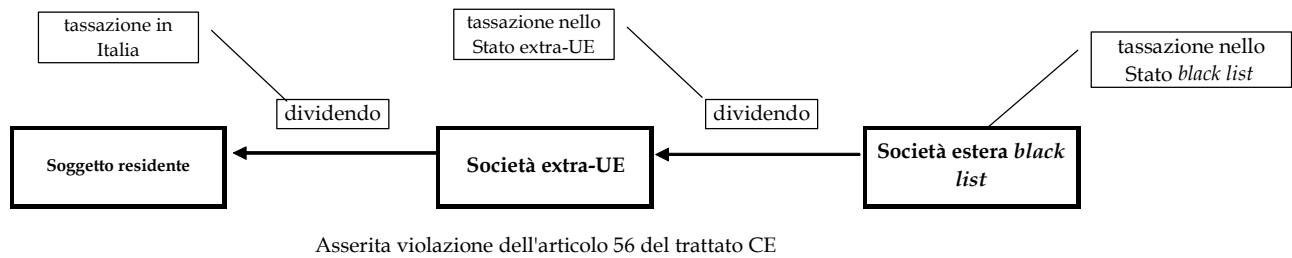 tassazione in
Italia
tassazione nello
Stato extra-UE
tassazione nello
Stato black list
dividendo
dividendo
Soggetto residente
Società extra-UE
Società estera black
list
Asserita violazione dell'articolo 56 del trattato CE